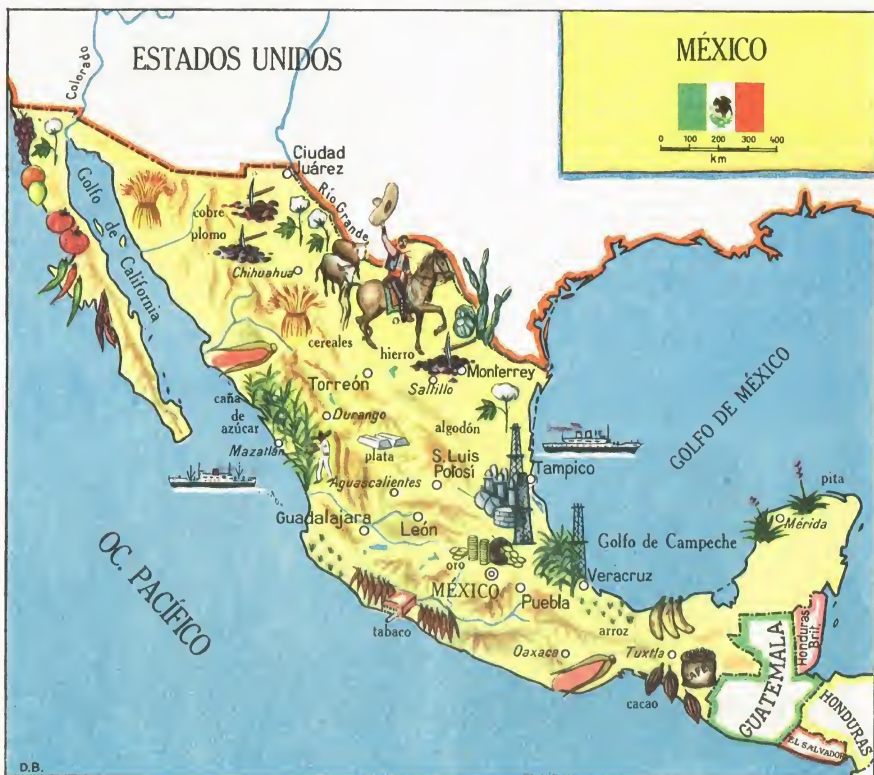 ESTADOS UNIDOS
MÉXICO
0 100 200 300 400
km
Colorado
Ciudad
Juárez
Río Grande
Golfo
de
California
cobre
plomo
Chihuahua
cereales
hierro
Monterrey
Saltillo
Torreón
caña
de
azúcar
Durango
algodón
Mazatlán
plata
S. Luis
Potosí
Tampico
GOLFO DE MÉXICO
Aguascalientes
pita
Mérida
Guadalajara
León
Golfo de Campeche
OC. PACÍFICO
oro
MÉXICO
Veracruz
Puebla
tabaco
arroz
Oaxaca
Tuxtla
CAFÉ
cacao
GUATEMALA
Honduras
Brit.
HONDURAS
EL SALVADOR
D.B.